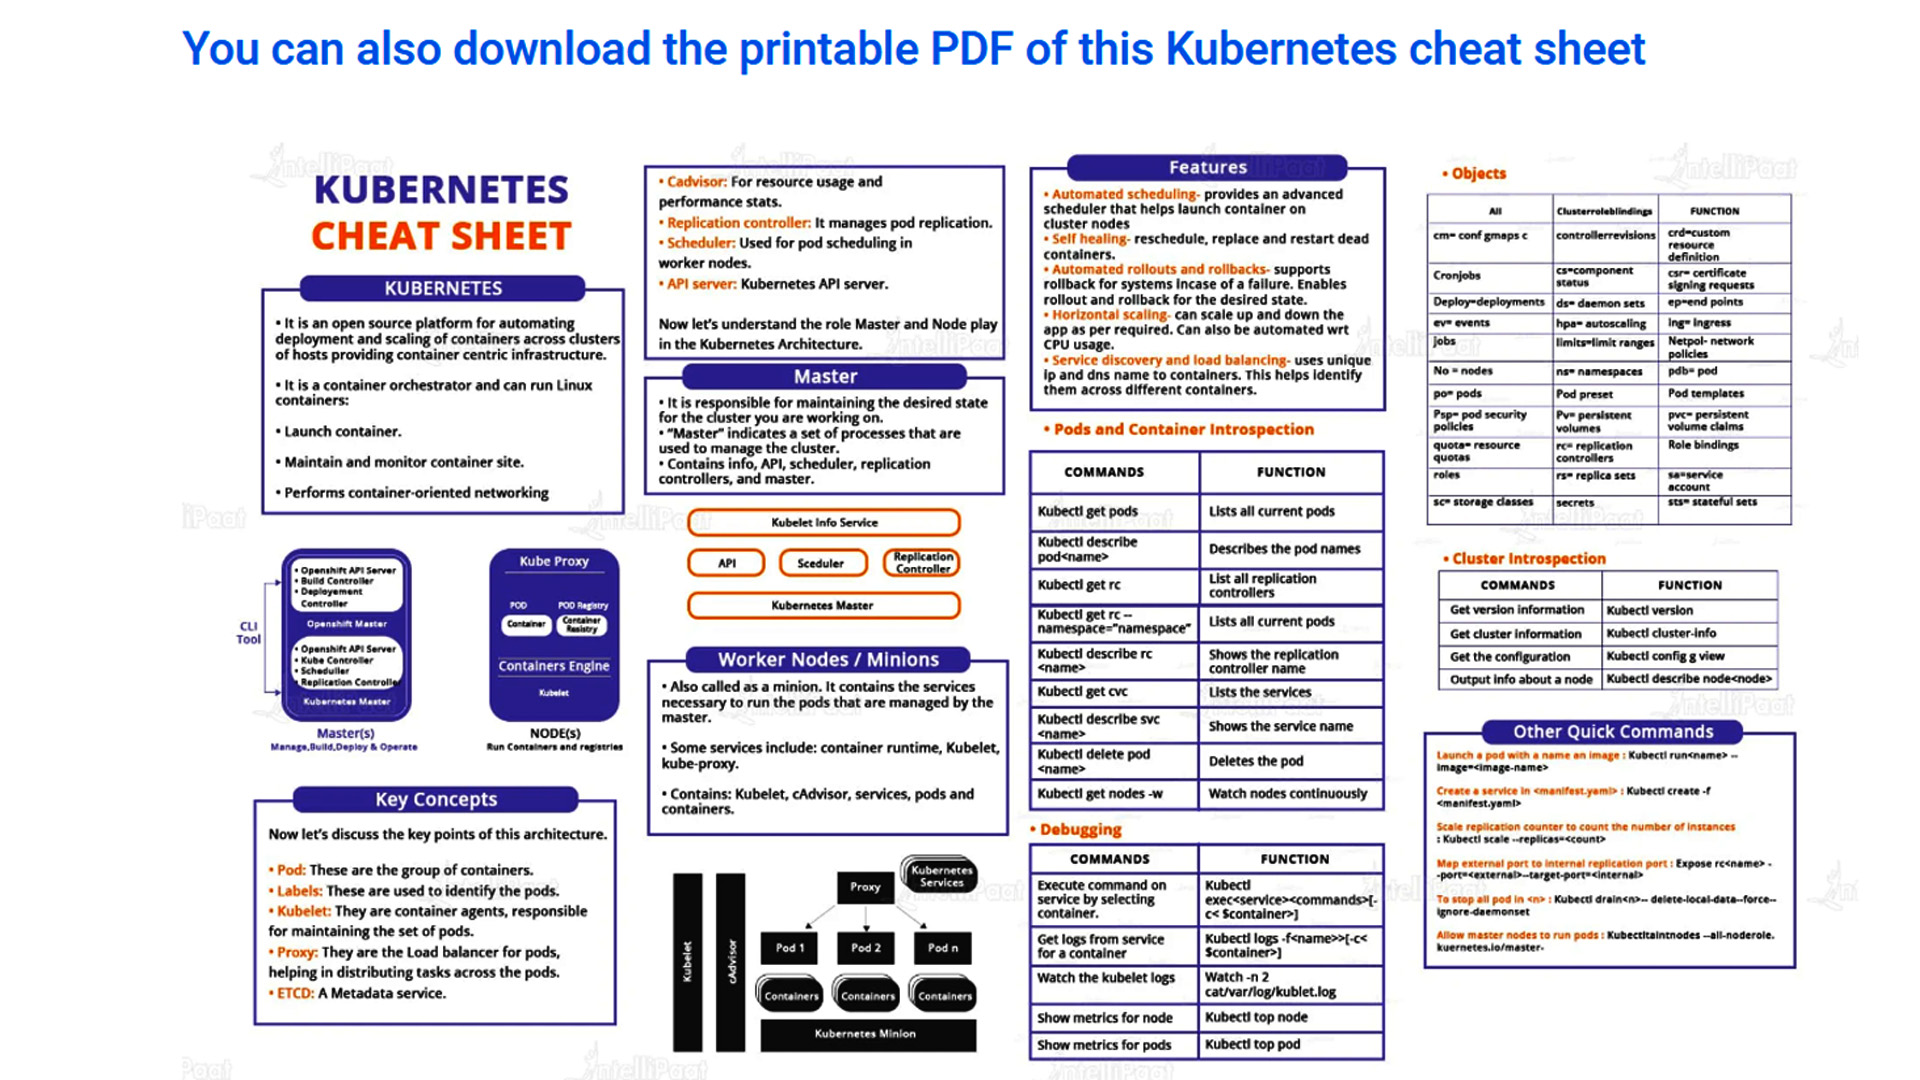 You can also download the printable PDF of this Kubernetes cheat sheet
KUBERNETES
CHEAT SHEET
KUBERNETES
• It is an open source platform for automating
deployment and scaling of containers across clusters
of hosts providing container centric infrastructure.
• It is a container orchestrator and can run Linux
containers:
• Launch container.
• Maintain and monitor container site.
• Performs container-oriented networking
CLI
Tool
• Openshift API Server
• Build Controller
• Deployement
Controller
Openshift Master
• Openshift API Server
• Kube Controller
• Scheduller
• Replication Controller
Kubernetes Master
Master(s)
Manage,Build,Deploy & Operate
Kube Proxy
POD
POD Registry
Container
Container
Registry
Containers Engine
Kubelet
NODE(s)
Run Containers and registries
Key Concepts
Now let's discuss the key points of this architecture.
• Pod: These are the group of containers.
• Labels: These are used to identify the pods.
• Kubelet: They are container agents, responsible
for maintaining the set of pods.
• Proxy: They are the Load balancer for pods,
helping in distributing tasks across the pods.
• ETCD: A Metadata service.
• Cadvisor: For resource usage and
performance stats.
• Replication controller: It manages pod replication.
• Scheduler: Used for pod scheduling in
worker nodes.
• API server: Kubernetes API server.
Now let's understand the role Master and Node play
in the Kubernetes Architecture.
Master
• It is responsible for maintaining the desired state
for the cluster you are working on.
• “Master” indicates a set of processes that are
used to manage the cluster.
• Contains info, API, scheduler, replication
controllers, and master.
Kubelet Info Service
API
Sceduler
Replication
Controller
Kubernetes Master
Worker Nodes / Minions
• Also called as a minion. It contains the services
necessary to run the pods that are managed by the
master.
• Some services include: container runtime, Kubelet,
kube-proxy.
• Contains: Kubelet, cAdvisor, services, pods and
containers.
Kubelet
cAdvisor
Proxy
Kubernetes
Services
Pod 1
Pod 2
Pod n
Containers
Containers
Containers
Kubernetes Minion
Features
• Automated scheduling- provides an advanced
scheduler that helps launch container on
cluster nodes
• Self healing- reschedule, replace and restart dead
containers.
• Automated rollouts and rollbacks- supports
rollback for systems incase of a failure. Enables
rollout and rollback for the desired state.
• Horizontal scaling- can scale up and down the
app as per required. Can also be automated wrt
CPU usage.
• Service discovery and load balancing- uses unique
ip and dns name to containers. This helps identify
them across different containers.
• Pods and Container Introspection
COMMANDS FUNCTION
Kubectl get pods Lists all current pods
Kubectl describe
pod<name> Describes the pod names
Kubectl get rc List all replication
controllers
Kubectl get rc --
namespace="namespace" Lists all current pods
Kubectl describe rc
<name> Shows the replication
controller name
Kubectl get cvc Lists the services
Kubectl describe svc
<name> Shows the service name
Kubectl delete pod
<name> Deletes the pod
Kubectl get nodes -w Watch nodes continuously
• Debugging
COMMANDS FUNCTION
Execute command on
service by selecting
container.
Kubectl
exec<service><commands>[-
c< $container>]
Get logs from service
for a container
Kubectl logs -f<name>>[-c<
$container>]
Watch the kubelet logs
Watch -n 2
cat/var/log/kublet.log
Show metrics for node Kubectl top node
Show metrics for pods Kubectl top pod
• Objects
All Clusterroleblindings FUNCTION
cm= conf gmaps c controllerrevisions crd=custom
resource
definition
Cronjobs cs=component
status csr= certificate
signing requests
Deploy=deployments ds= daemon sets ep=end points
ev= events hpa= autoscaling ing= ingress
jobs limits=limit ranges Netpol- network
policies
No = nodes ns= namespaces pdb= pod
po= pods Pod preset Pod templates
Psp= pod security
policies Pv= persistent
volumes pvc= persistent
volume claims
quota= resource
quotas rc= replication
controllers Role bindings
roles rs= replica sets sa=service
account
sc= storage classes secrets sts= stateful sets
• Cluster Introspection
COMMANDS FUNCTION
Get version information Kubectl version
Get cluster information Kubectl cluster-info
Get the configuration Kubectl config g view
Output info about a node Kubectl describe node<node>
Other Quick Commands
Launch a pod with a name an image : Kubectl run<name> --
image=<image-name>
Create a service in <manifest.yaml> : Kubectl create -f
<manifest.yaml>
Scale replication counter to count the number of instances
: Kubectl scale --replicas=<count>
Map external port to internal replication port : Expose rc<name> -
-port=<external>--target-port=<internal>
To stop all pod in <n> : Kubectl drain<n>-- delete-local-data--force--
ignore-daemonset
Allow master nodes to run pods : Kubectltaintnodes --all-noderole.
kuernetes.io/master-